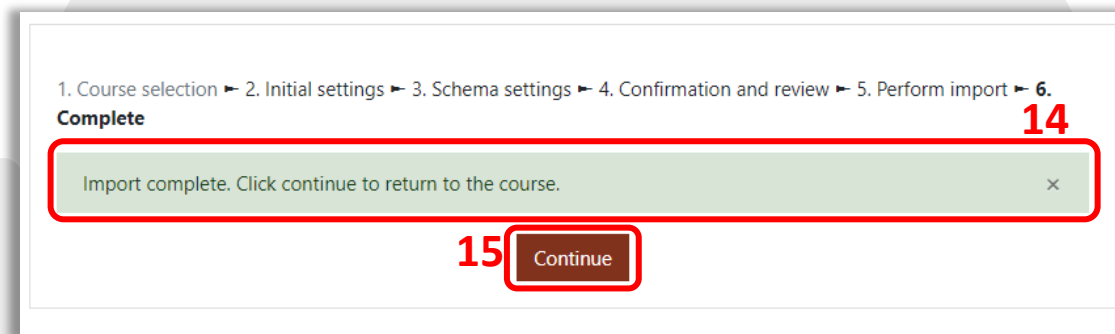 1. Course selection ► 2. Initial settings ► 3. Schema settings ► 4. Confirmation and review ► 5. Perform import ► 6.
Complete
14
Import complete. Click continue to return to the course. ×
15
Continue